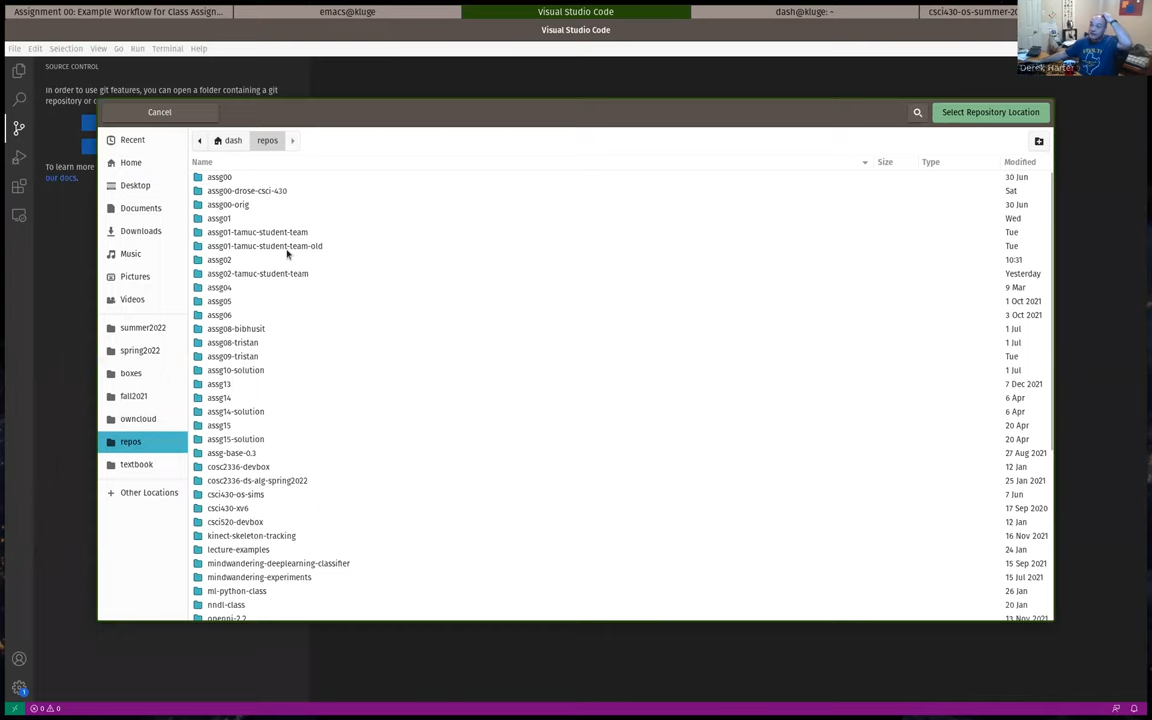 Assignment 00: Example Workflow for Class Assign...
emacs@kluge
Visual Studio Code
dash@kluge: ~
csci430-os-summer-20
Visual Studio Code
File Edit Selection View Go Run Terminal Help
Derek Harter
SOURCE CONTROL
In order to use git features, you can open a folder containing a git
repository or c
To learn more
our docs.
Cancel
Select Repository Location
dash
repos
Recent
Home
Desktop
Documents
Downloads
Music
Pictures
Videos
summer2022
spring2022
boxes
fall2021
owncloud
repos
textbook
Other Locations
Name Size Type Modified
assg00 30 Jun
assg00-drose-csci-430 Sat
assg00-orig 30 Jun
assg01 Wed
assg01-tamuc-student-team Tue
assg01-tamuc-student-team-old Tue
assg02 10:31
assg02-tamuc-student-team Yesterday
assg04 9 Mar
assg05 1 Oct 2021
assg06 3 Oct 2021
assg08-bibhusit 1 Jul
assg08-tristan 1 Jul
assg09-tristan Tue
assg10-solution 1 Jul
assg13 7 Dec 2021
assg14 6 Apr
assg14-solution 6 Apr
assg15 20 Apr
assg15-solution 20 Apr
assg-base-0.3 27 Aug 2021
cosc2336-devbox 12 Jan
cosc2336-ds-alg-spring2022 25 Jan 2021
csci430-os-sims 7 Jun
csci430-xv6 17 Sep 2020
csci520-devbox 12 Jan
kinect-skeleton-tracking 16 Nov 2021
lecture-examples 24 Jan
mindwandering-deeplearning-classifier 15 Sep 2021
mindwandering-experiments 15 Jul 2021
ml-python-class 26 Jan
nndl-class 20 Jan
openni-2.2 13 Nov 2021
1
0 0